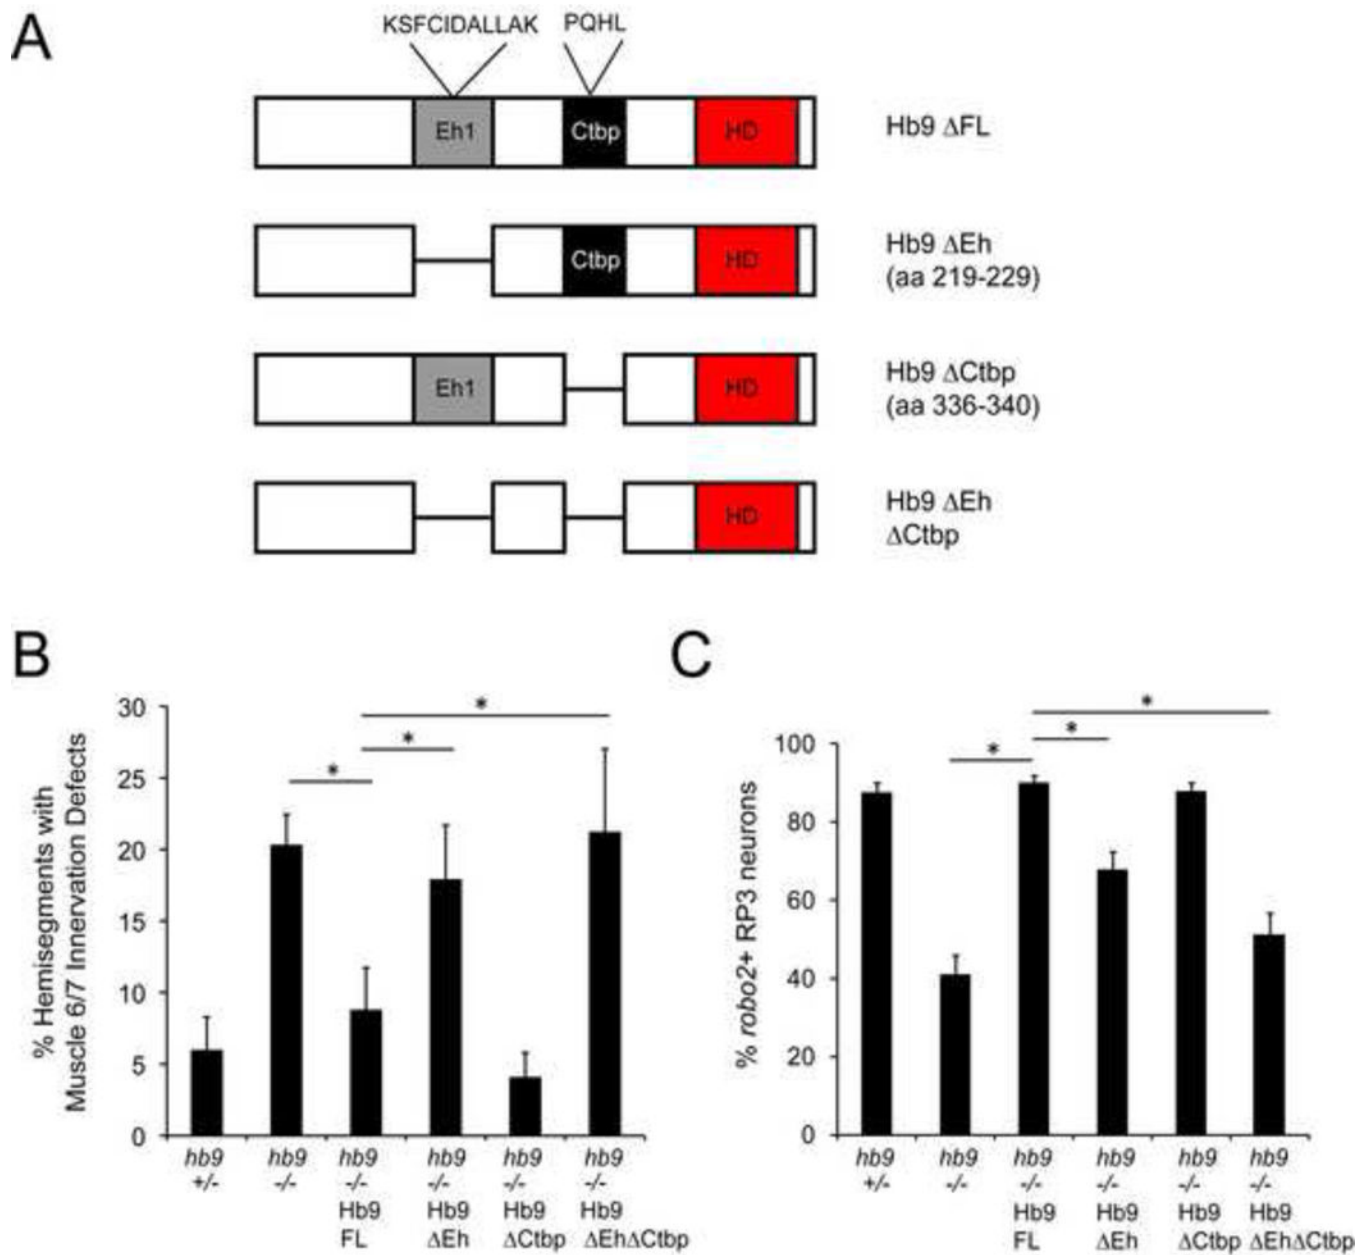 A
KSFCIDALLAK PQHL
Eh1 Ctbp HD Hb9 ΔFL
Ctbp HD Hb9 ΔEh
(aa 219-229)
Eh1 HD Hb9 ΔCtbp
(aa 336-340)
HD Hb9 ΔEh
ΔCtbp
B
% Hemisegments with
Muscle 6/7 Innervation Defects
30
25
20
15
10
5
0
* * *
hb9 hb9 hb9 hb9 hb9 hb9
+/- -/- -/- -/- -/- -/-
Hb9 Hb9 Hb9 Hb9
FL ΔEh ΔCtbp ΔEhΔCtbp
C
% robo2+ RP3 neurons
100
80
60
40
20
0
* * *
hb9 hb9 hb9 hb9 hb9 hb9
+/- -/- -/- -/- -/- -/-
Hb9 Hb9 Hb9 Hb9
FL ΔEh ΔCtbp ΔEhΔCtbp